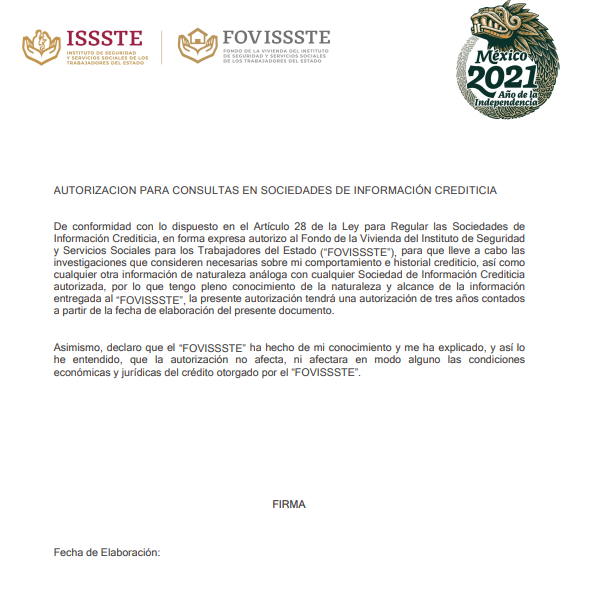 ISSSTE
INSTITUTO DE SEGURIDAD
Y SERVICIOS SOCIALES DE LOS
TRABAJADORES DEL ESTADO
FOVISSSTE
FONDO DE LA VIVIENDA DEL INSTITUTO
DE SEGURIDAD Y SERVICIOS SOCIALES
DE LOS TRABAJADORES DEL ESTADO
México
2021
Año de la
Independencia
AUTORIZACION PARA CONSULTAS EN SOCIEDADES DE INFORMACIÓN CREDITICIA
De conformidad con lo dispuesto en el Artículo 28 de la Ley para Regular las Sociedades de
Información Crediticia, en forma expresa autorizo al Fondo de la Vivienda del Instituto de Seguridad
y Servicios Sociales para los Trabajadores del Estado (“FOVISSSTE”), para que lleve a cabo las
investigaciones que consideren necesarias sobre mi comportamiento e historial crediticio, así como
cualquier otra información de naturaleza análoga con cualquier Sociedad de Información Crediticia
autorizada, por lo que tengo pleno conocimiento de la naturaleza y alcance de la información
entregada al “FOVISSSTE”, la presente autorización tendrá una autorización de tres años contados
a partir de la fecha de elaboración del presente documento.
Asimismo, declaro que el “FOVISSSTE” ha hecho de mi conocimiento y me ha explicado, y así lo
he entendido, que la autorización no afecta, ni afectara en modo alguno las condiciones
económicas y jurídicas del crédito otorgado por el “FOVISSSTE”.
FIRMA
Fecha de Elaboración: